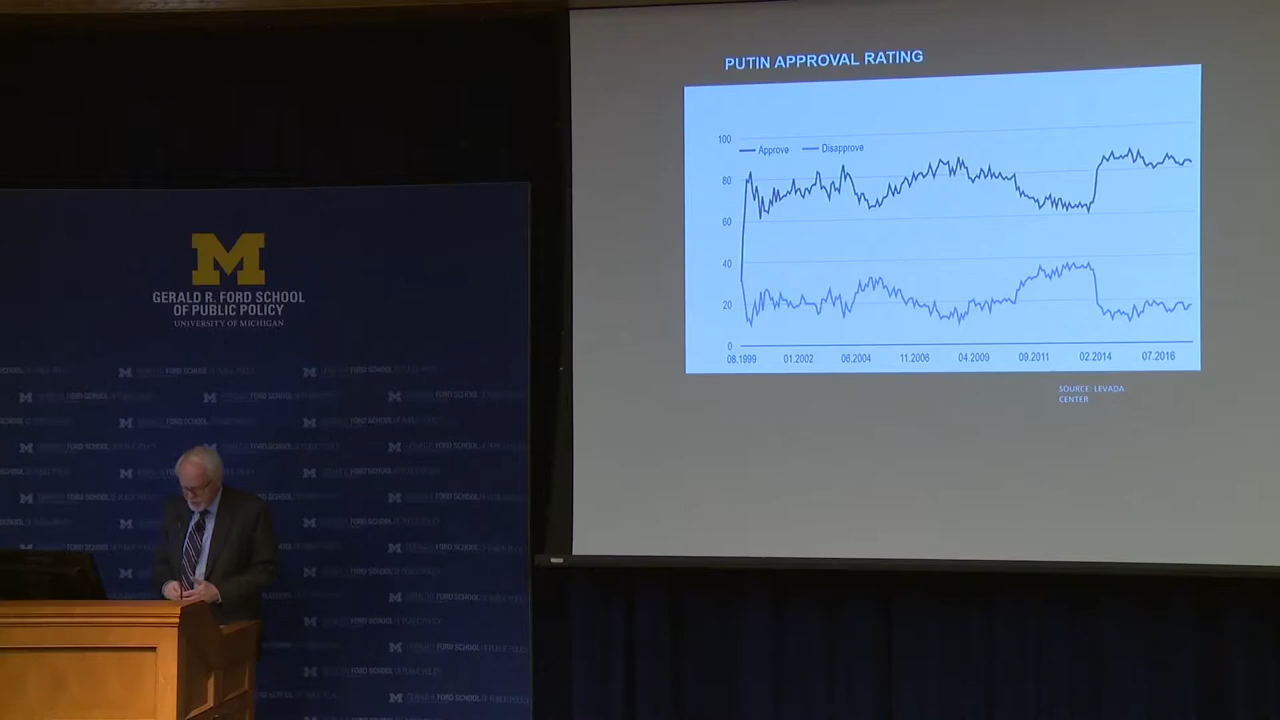 PUTIN APPROVAL RATING
100
Approve
Disapprove
80
60
40
20
0
08.1999 01.2002 06.2004 11.2006 04.2009 09.2011 02.2014 07.2016
SOURCE: LEVADA
CENTER
M
GERALD R. FORD SCHOOL
OF PUBLIC POLICY
UNIVERSITY OF MICHIGAN